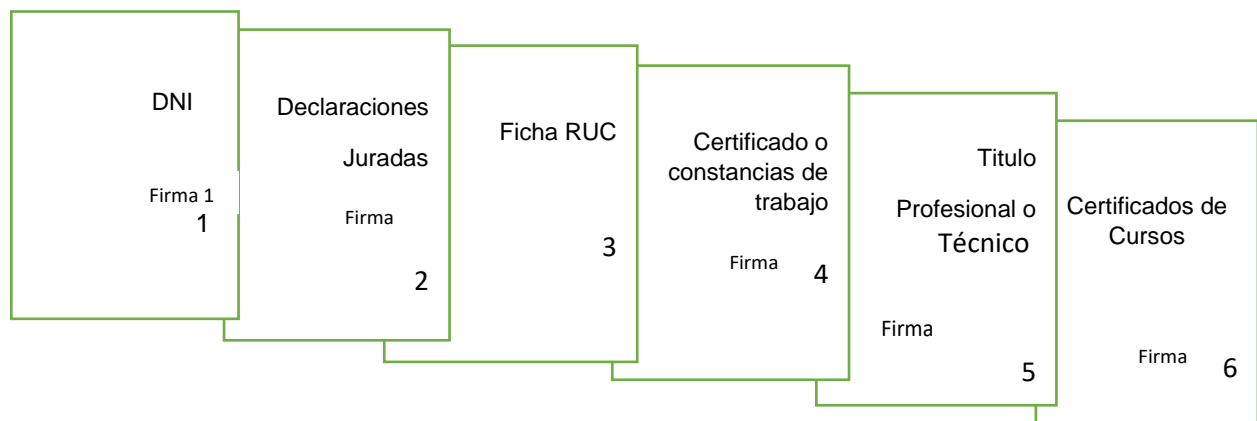 DNI
Firma 1
1
Declaraciones
Juradas
Firma
2
Ficha RUC
3
Certificado o
constancias de
trabajo
Firma
4
Titulo
Profesional o
Técnico
Firma
5
Certificados de
Cursos
Firma
6